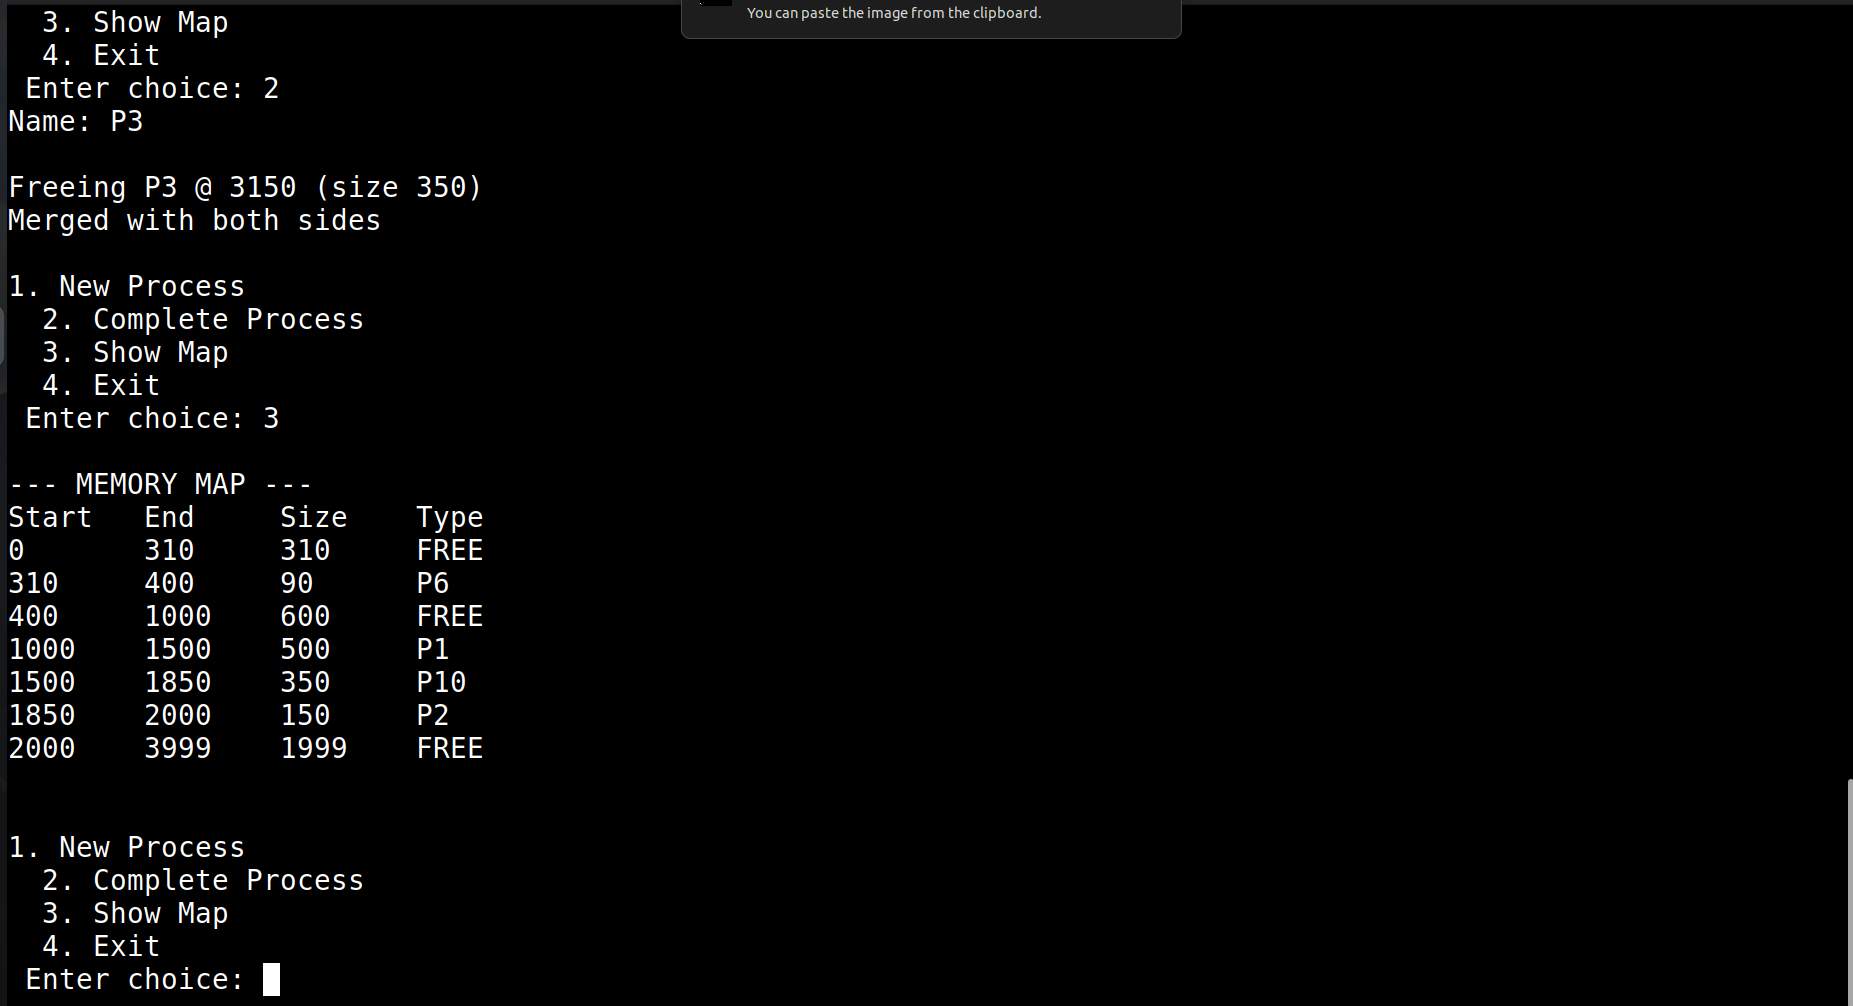 You can paste the image from the clipboard.
3. Show Map
4. Exit
Enter choice: 2
Name: P3
Freeing P3 @ 3150 (size 350)
Merged with both sides
1. New Process
2. Complete Process
3. Show Map
4. Exit
Enter choice: 3
--- MEMORY MAP ---
Start End Size Type
0 310 310 FREE
310 400 90 P6
400 1000 600 FREE
1000 1500 500 P1
1500 1850 350 P10
1850 2000 150 P2
2000 3999 1999 FREE
1. New Process
2. Complete Process
3. Show Map
4. Exit
Enter choice: